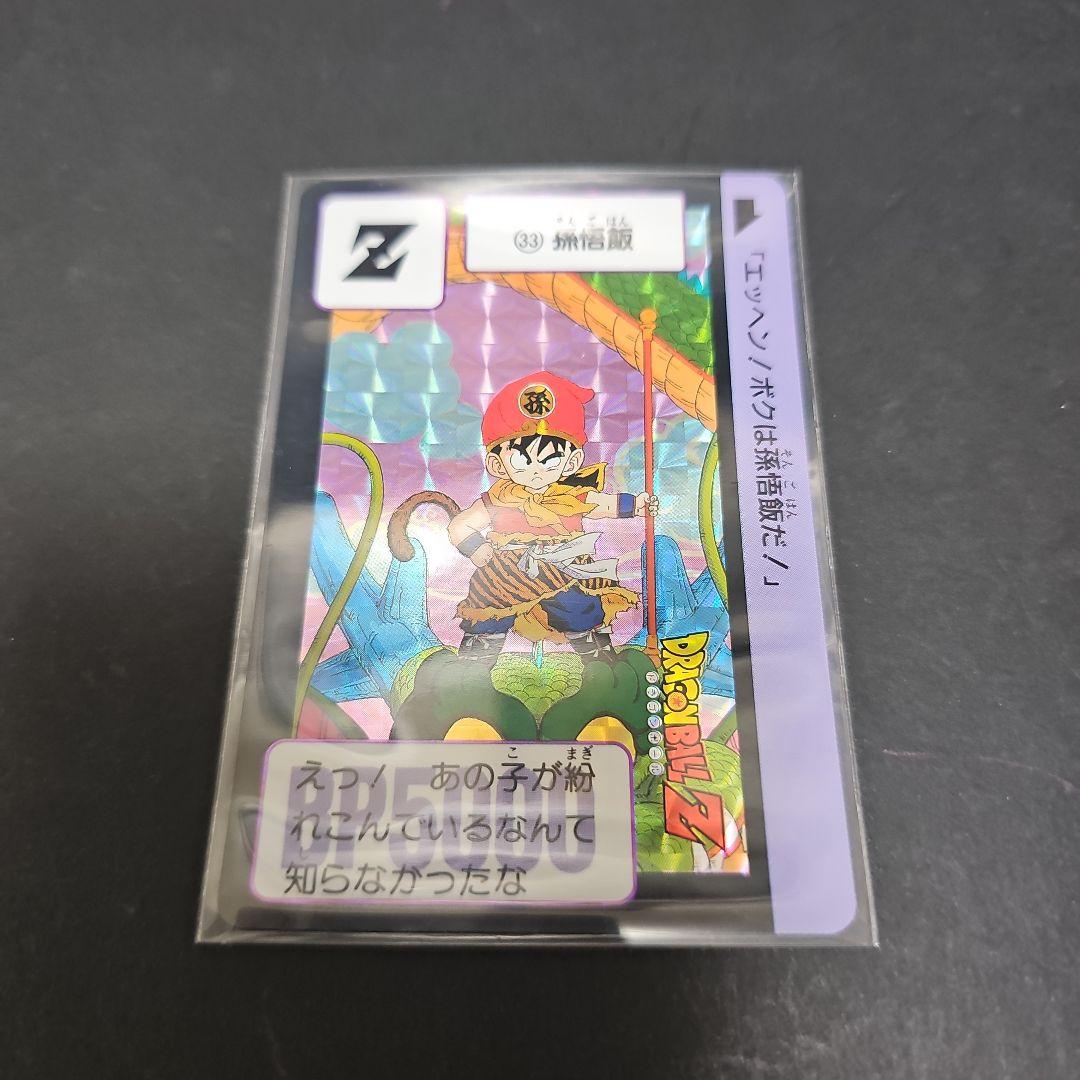 Z
そんごはん
㉝ 孫悟飯
「エッヘン！ボクは孫悟飯だ！」
そんごはん
孫
DRAGON BALL Z
BP5000
えっ！　あの子が紛
こ
まぎ
れこんでいるなんて
知らなかったな
し